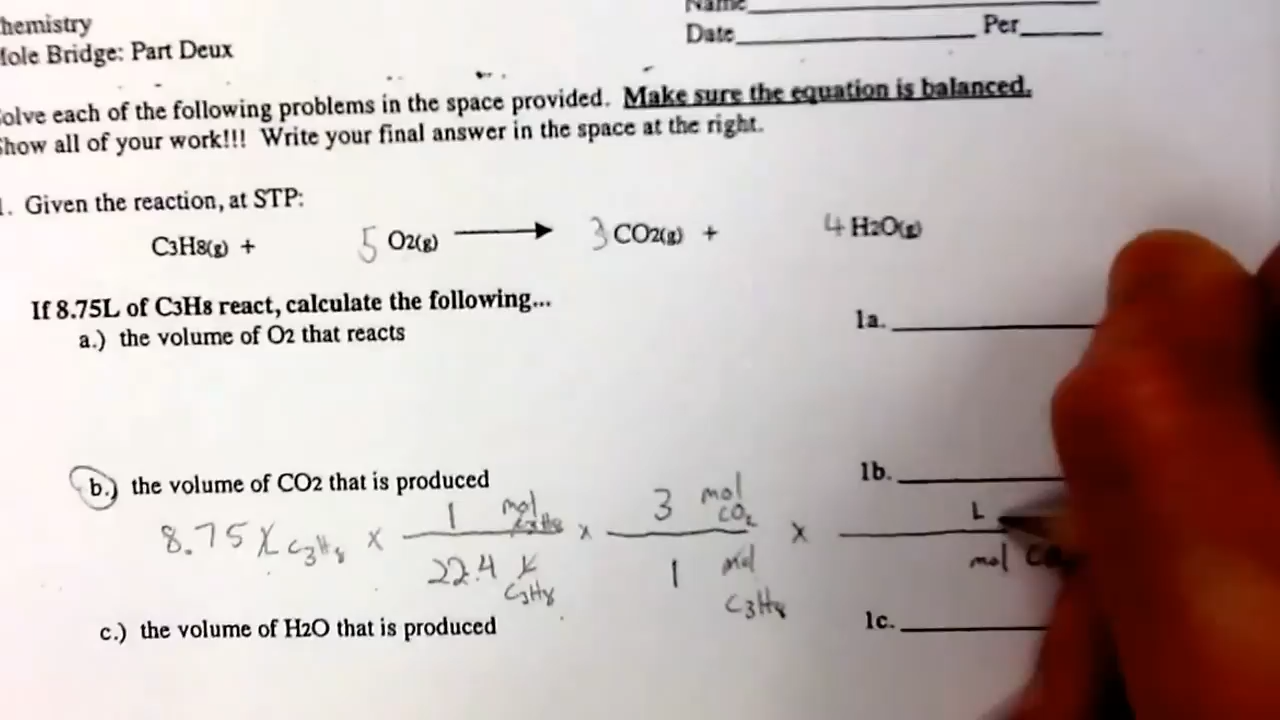 hemistry
Name
ole Bridge: Part Deux
Date Per
olve each of the following problems in the space provided. Make sure the equation is balanced.
how all of your work!!! Write your final answer in the space at the right.
1. Given the reaction, at STP:
C3H8(g) + 5 O2(g) 3 CO2(g) + 4 H2O(g)
If 8.75L of C3H8 react, calculate the following...
a.) the volume of O2 that reacts
1a.
b.) the volume of CO2 that is produced
1b.
8.75 L C3H8 x 1 mol C3H8 / 22.4 L C3H8 x 3 mol CO2 / 1 mol C3H8 x L / mol
c.) the volume of H2O that is produced
1c.